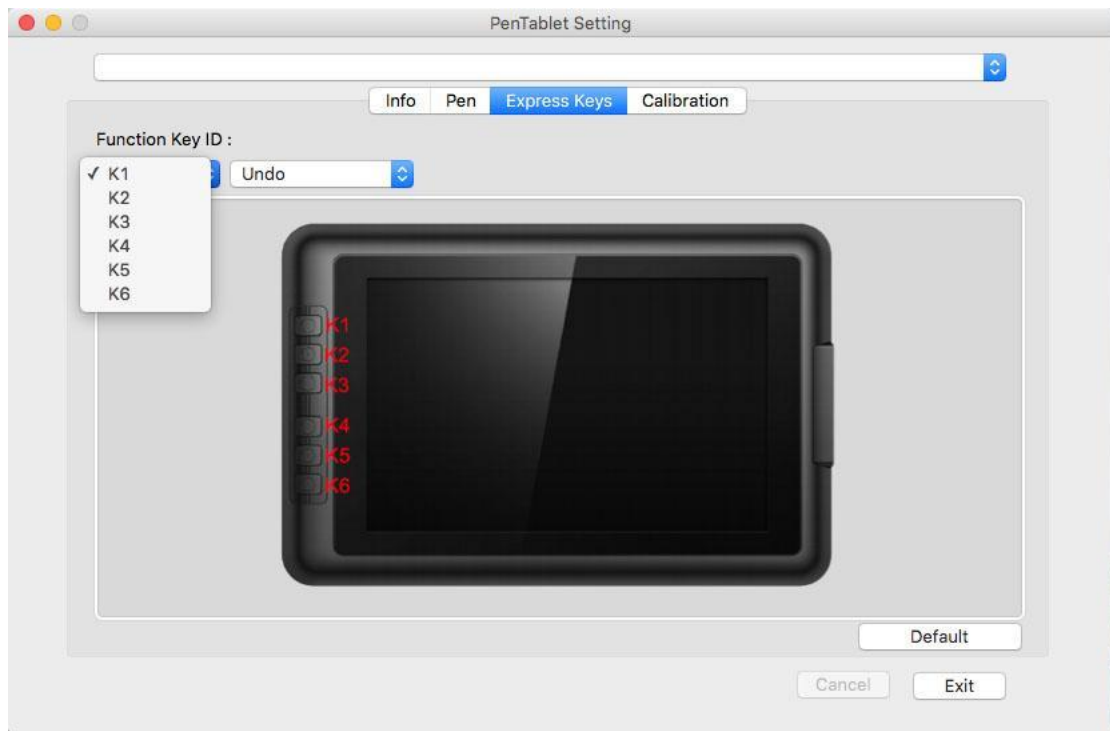 PenTablet Setting
Info Pen Express Keys Calibration
Function Key ID :
✓ K1 Undo
K2
K3
K4
K5
K6
K1
K2
K3
K4
K5
K6
Default
Cancel Exit